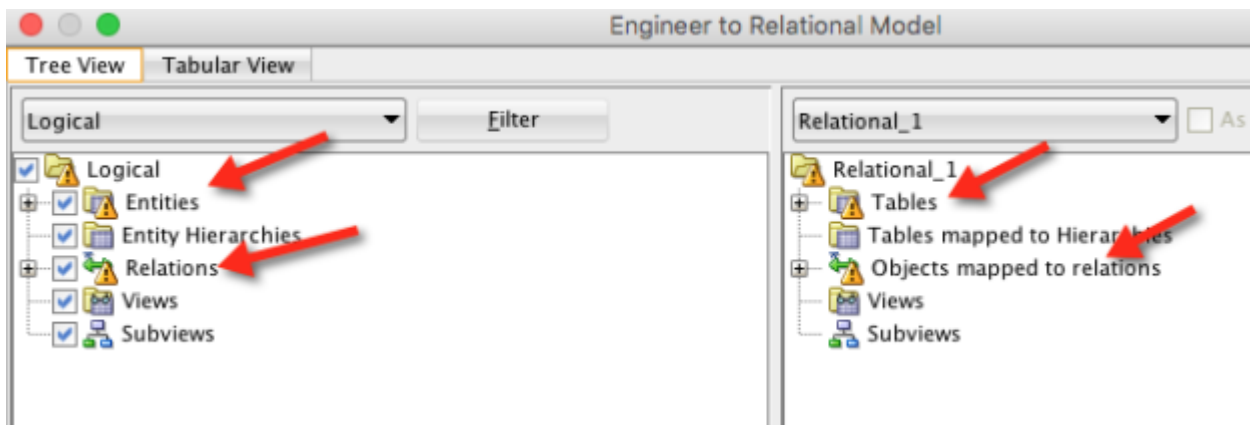 Engineer to Relational Model
Tree View Tabular View
Logical Filter
Logical
Entities
Entity Hierarchies
Relations
Views
Subviews
Relational_1 As
Relational_1
Tables
Tables mapped to Hierarchies
Objects mapped to relations
Views
Subviews